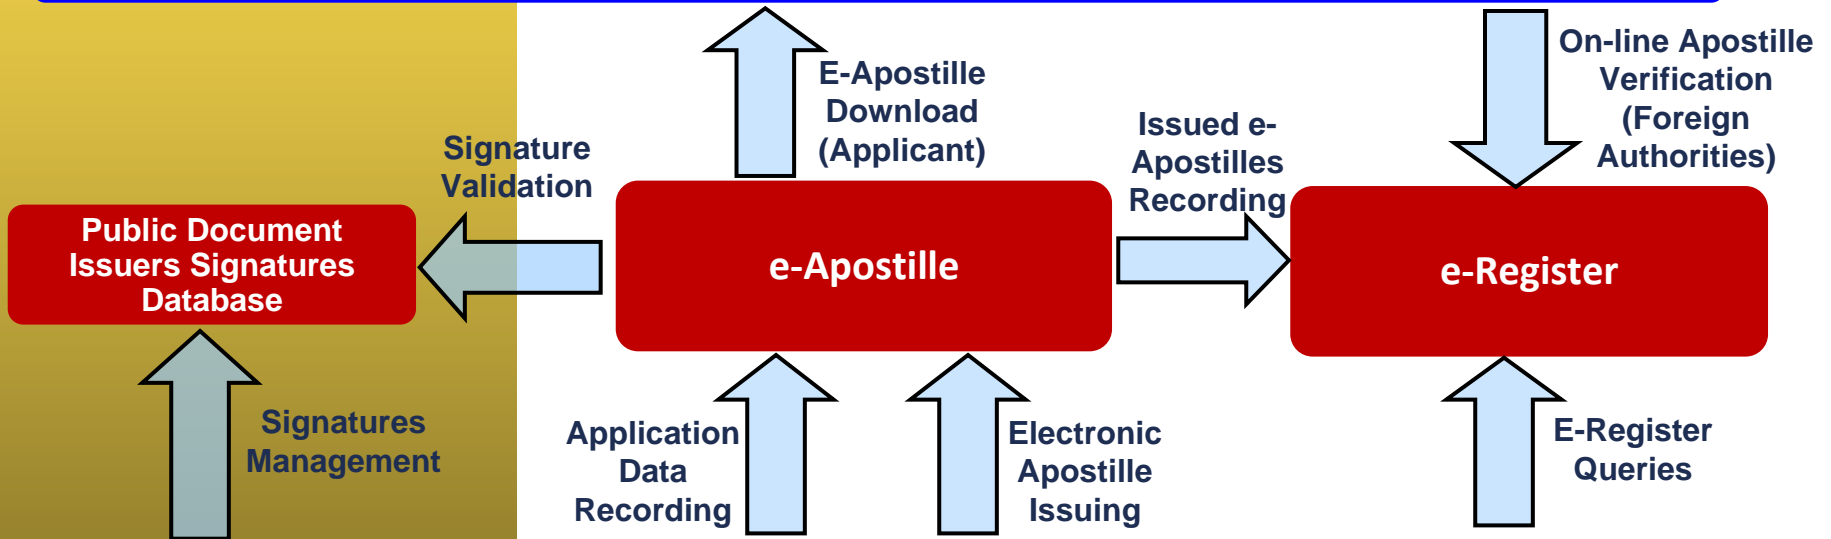 On-line Apostille
Verification
(Foreign
Authorities)
E-Apostille
Download
(Applicant)
Issued e-
Apostilles
Recording
Signature
Validation
Public Document
Issuers Signatures
Database
e-Apostille
e-Register
Signatures
Management
Application
Data
Recording
Electronic
Apostille
Issuing
E-Register
Queries